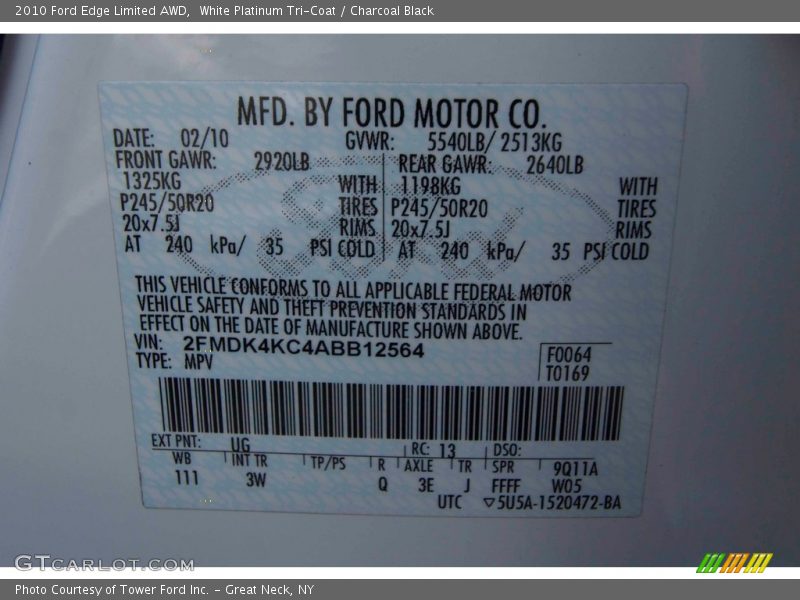 2010 Ford Edge Limited AWD, White Platinum Tri-Coat / Charcoal Black
MFD. BY FORD MOTOR CO.
DATE: 02/10 GVWR: 5540LB/ 2513KG
FRONT GAWR: 2920LB REAR GAWR: 2640LB
1325KG WITH 1198KG WITH
P245/50R20 TIRES P245/50R20 TIRES
20x7.5J RIMS 20x7.5J RIMS
AT 240 kPa/ 35 PSI COLD AT 240 kPa/ 35 PSI COLD
THIS VEHICLE CONFORMS TO ALL APPLICABLE FEDERAL MOTOR
VEHICLE SAFETY AND THEFT PREVENTION STANDARDS IN
EFFECT ON THE DATE OF MANUFACTURE SHOWN ABOVE.
VIN: 2FMDK4KC4ABB12564 F0064
TYPE: MPV T0169
EXT PNT: UG RC: 13 DSO:
WB INT TR TP/PS R AXLE TR SPR 9Q11A
111 3W Q 3E J FFFF W05
UTC ▽5U5A-1520472-BA
GTcarlot.com
Photo Courtesy of Tower Ford Inc. - Great Neck, NY